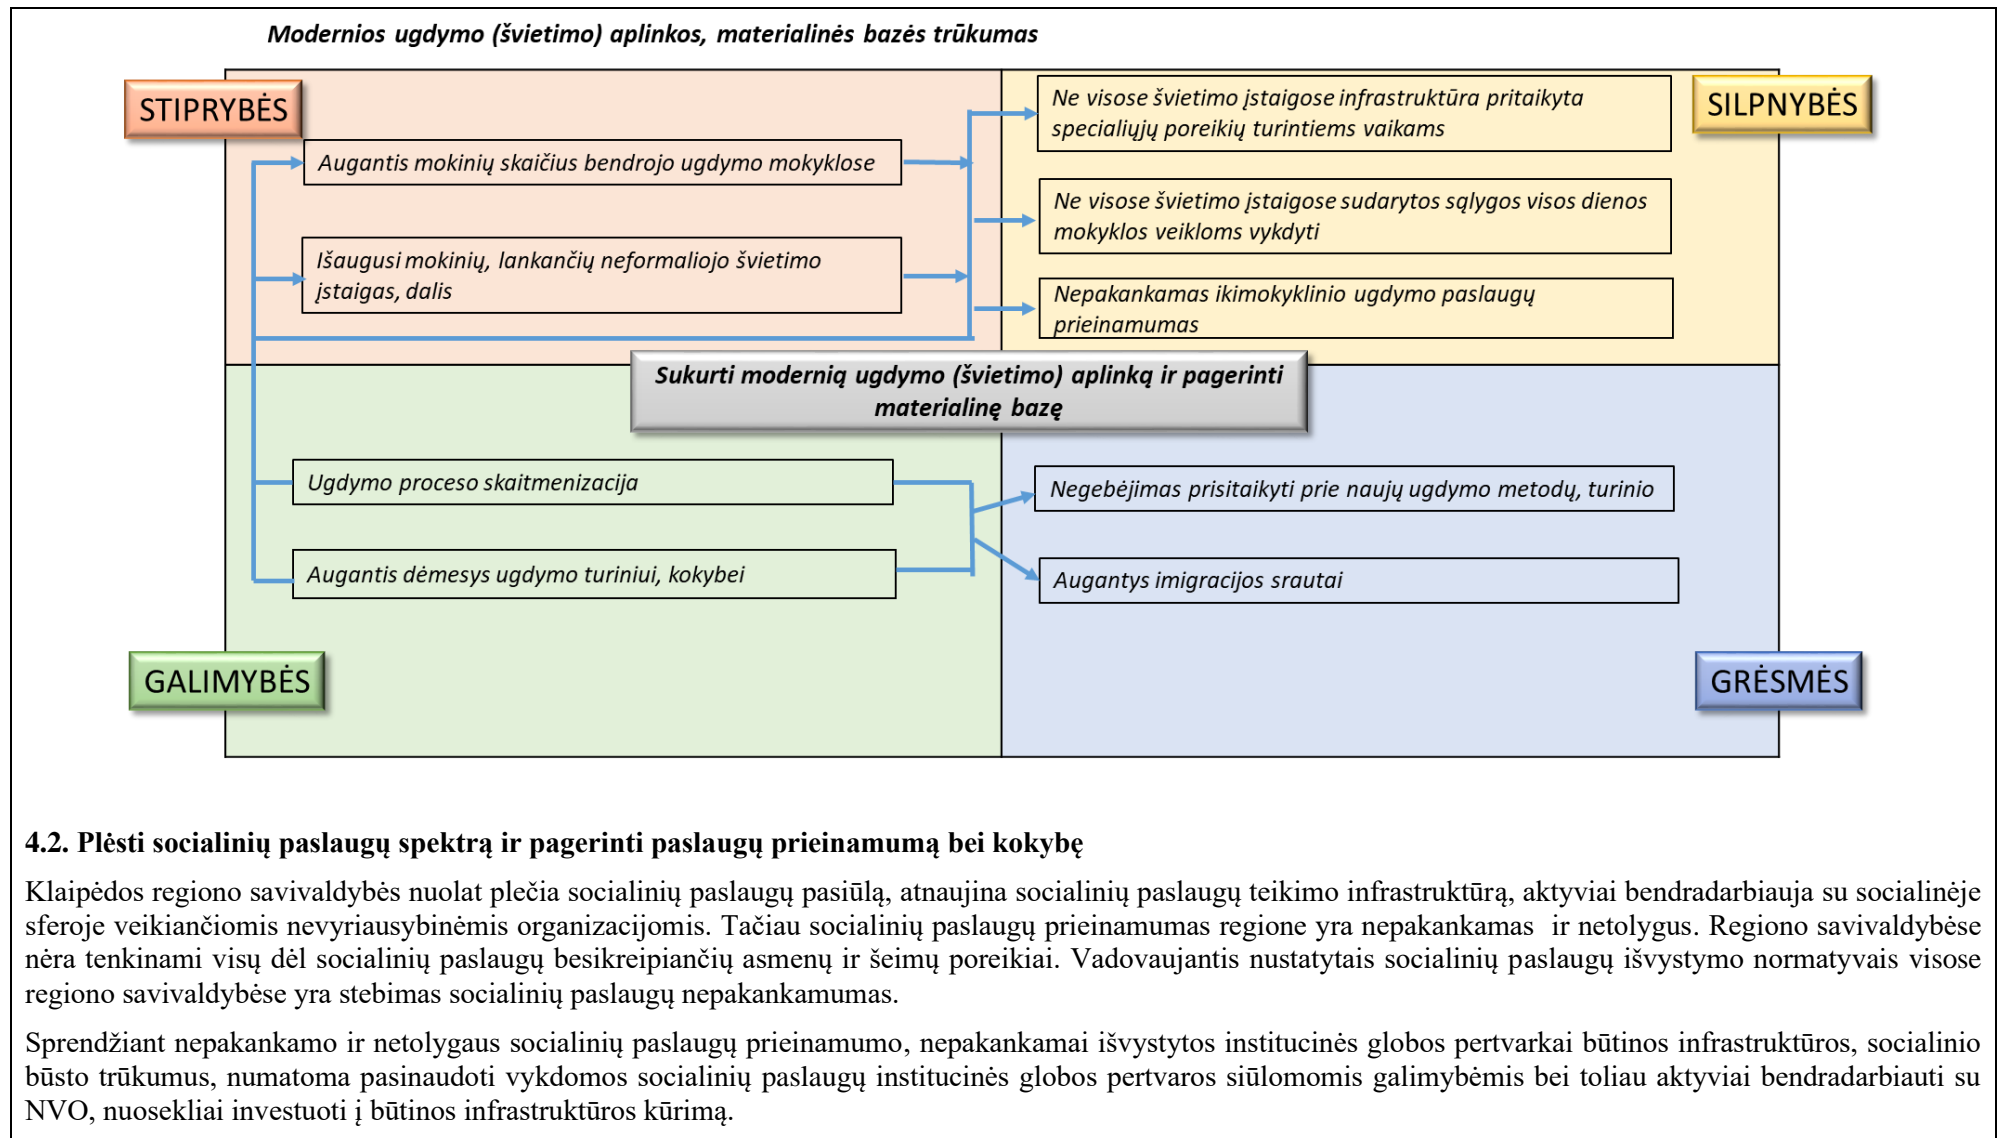 Modernios ugdymo (švietimo) aplinkos, materialinės bazės trūkumas
STIPRYBĖS
SILPNYBĖS
Augantis mokinių skaičius bendrojo ugdymo mokyklose
Išaugusi mokinių, lankančių neformaliojo švietimo
įstaigas, dalis
Ne visose švietimo įstaigose infrastruktūra pritaikyta
specialiųjų poreikių turintiems vaikams
Ne visose švietimo įstaigose sudarytos sąlygos visos dienos
mokyklos veikloms vykdyti
Nepakankamas ikimokyklinio ugdymo paslaugų
prieinamumas
Sukurti modernią ugdymo (švietimo) aplinką ir pagerinti
materialinę bazę
Ugdymo proceso skaitmenizacija
Augantis dėmesys ugdymo turiniui, kokybei
Negebėjimas prisitaikyti prie naujų ugdymo metodų, turinio
Augantys imigracijos srautai
GALIMYBĖS
GRĖSMĖS
4.2. Plėsti socialinių paslaugų spektrą ir pagerinti paslaugų prieinamumą bei kokybę
Klaipėdos regiono savivaldybės nuolat plečia socialinių paslaugų pasiūlą, atnaujina socialinių paslaugų teikimo infrastruktūrą, aktyviai bendradarbiauja su socialinėje
sferoje veikiančiomis nevyriausybinėmis organizacijomis. Tačiau socialinių paslaugų prieinamumas regione yra nepakankamas ir netolygus. Regiono savivaldybėse
nėra tenkinami visų dėl socialinių paslaugų besikreipiančių asmenų ir šeimų poreikiai. Vadovaujantis nustatytais socialinių paslaugų išvystymo normatyvais visose
regiono savivaldybėse yra stebimas socialinių paslaugų nepakankamumas.
Sprendžiant nepakankamo ir netolygaus socialinių paslaugų prieinamumo, nepakankamai išvystytos institucinės globos pertvarkai būtinos infrastruktūros, socialinio
būsto trūkumus, numatoma pasinaudoti vykdomos socialinių paslaugų institucinės globos pertvaros siūlomomis galimybėmis bei toliau aktyviai bendradarbiauti su
NVO, nuosekliai investuoti į būtinos infrastruktūros kūrimą.